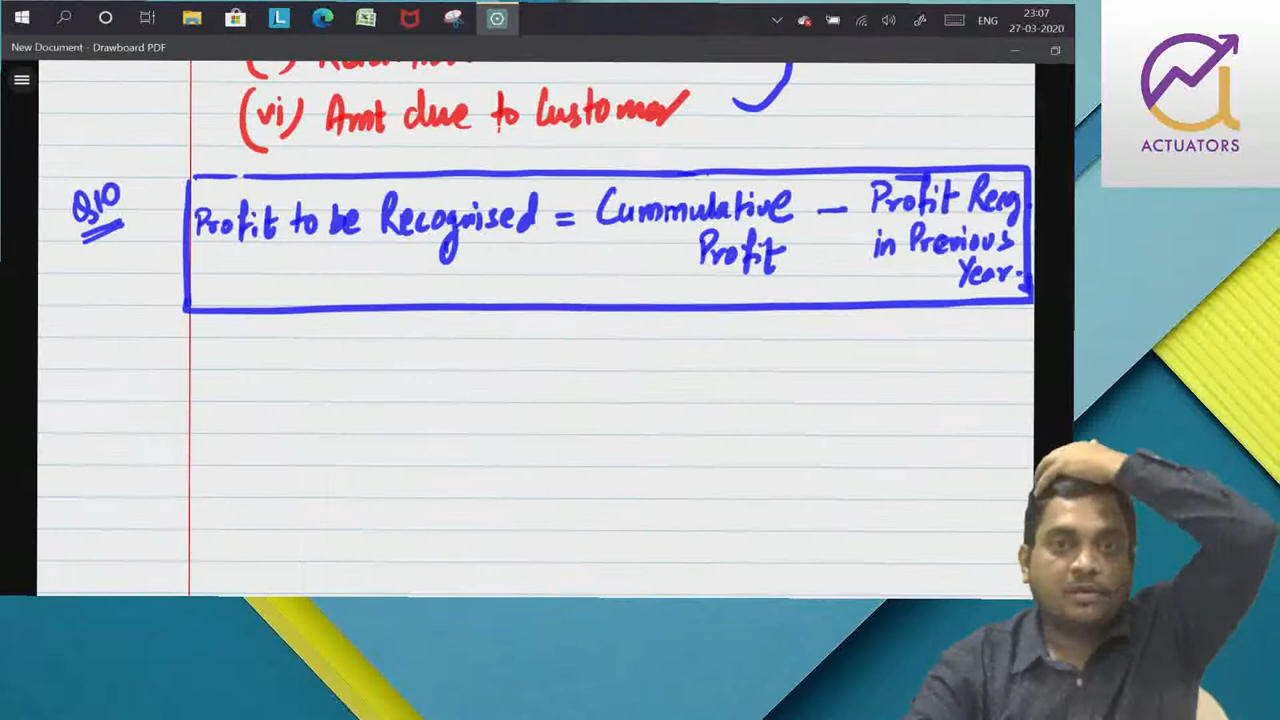 23:07
ENG
27-03-2020
New Document - Drawboard PDF
(vi) Amt due to Customer
Q10
Profit to be Recognised = Cummulative Profit - Profit Recog in Previous Year.
ACTUATORS